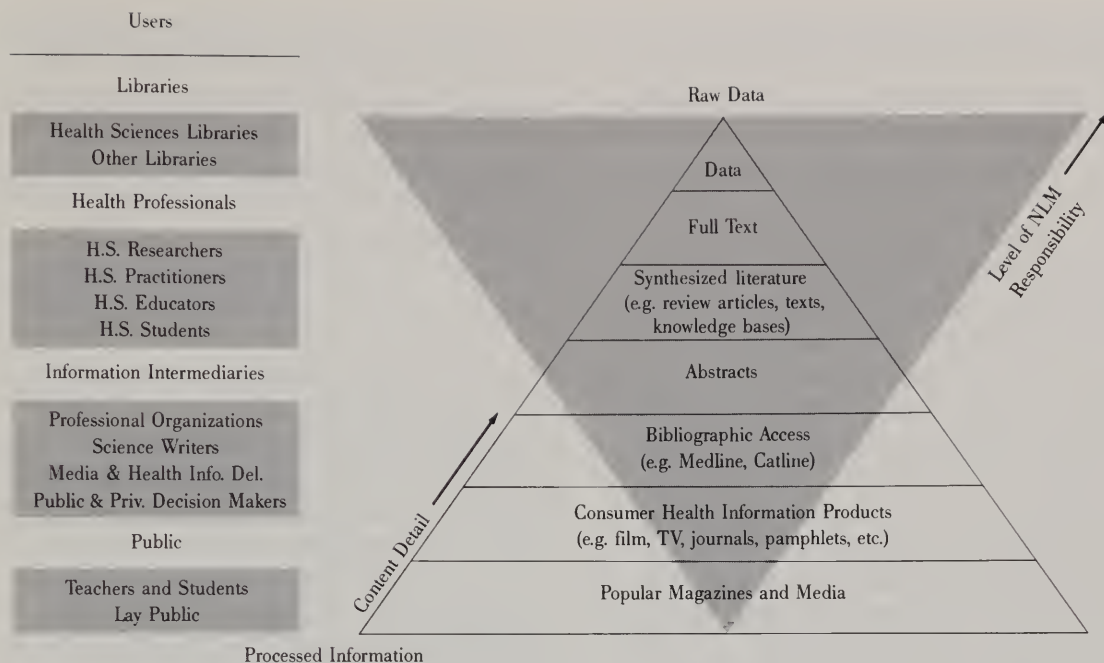 Users
Libraries
Health Sciences Libraries
Other Libraries
Health Professionals
H.S. Researchers
H.S. Practitioners
H.S. Educators
H.S. Students
Information Intermediaries
Professional Organizations
Science Writers
Media & Health Info. Del.
Public & Priv. Decision Makers
Public
Teachers and Students
Lay Public
Raw Data
Data
Full Text
Synthesized literature
(e.g. review articles, texts,
knowledge bases)
Abstracts
Bibliographic Access
(e.g. Medline, Catline)
Consumer Health Information Products
(e.g. film, TV, journals, pamphlets, etc.)
Popular Magazines and Media
Content Detail
Level of NLM
Responsibility
Processed Information